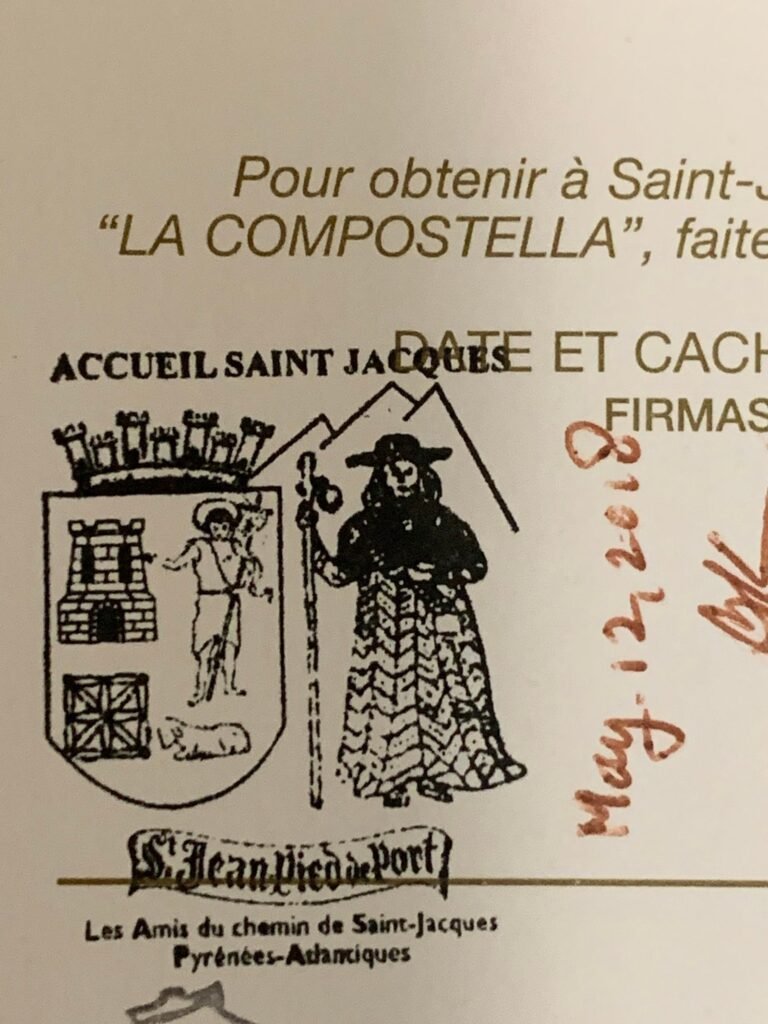 Pour obtenir à Saint-J
“LA COMPOSTELLA”, faite
DATE ET CACH
ACCUEIL SAINT JACQUES
FIRMAS
May. 12, 2018
St. Jean Pied de Port
Les Amis du chemin de Saint-Jacques
Pyrénées-Atlantiques